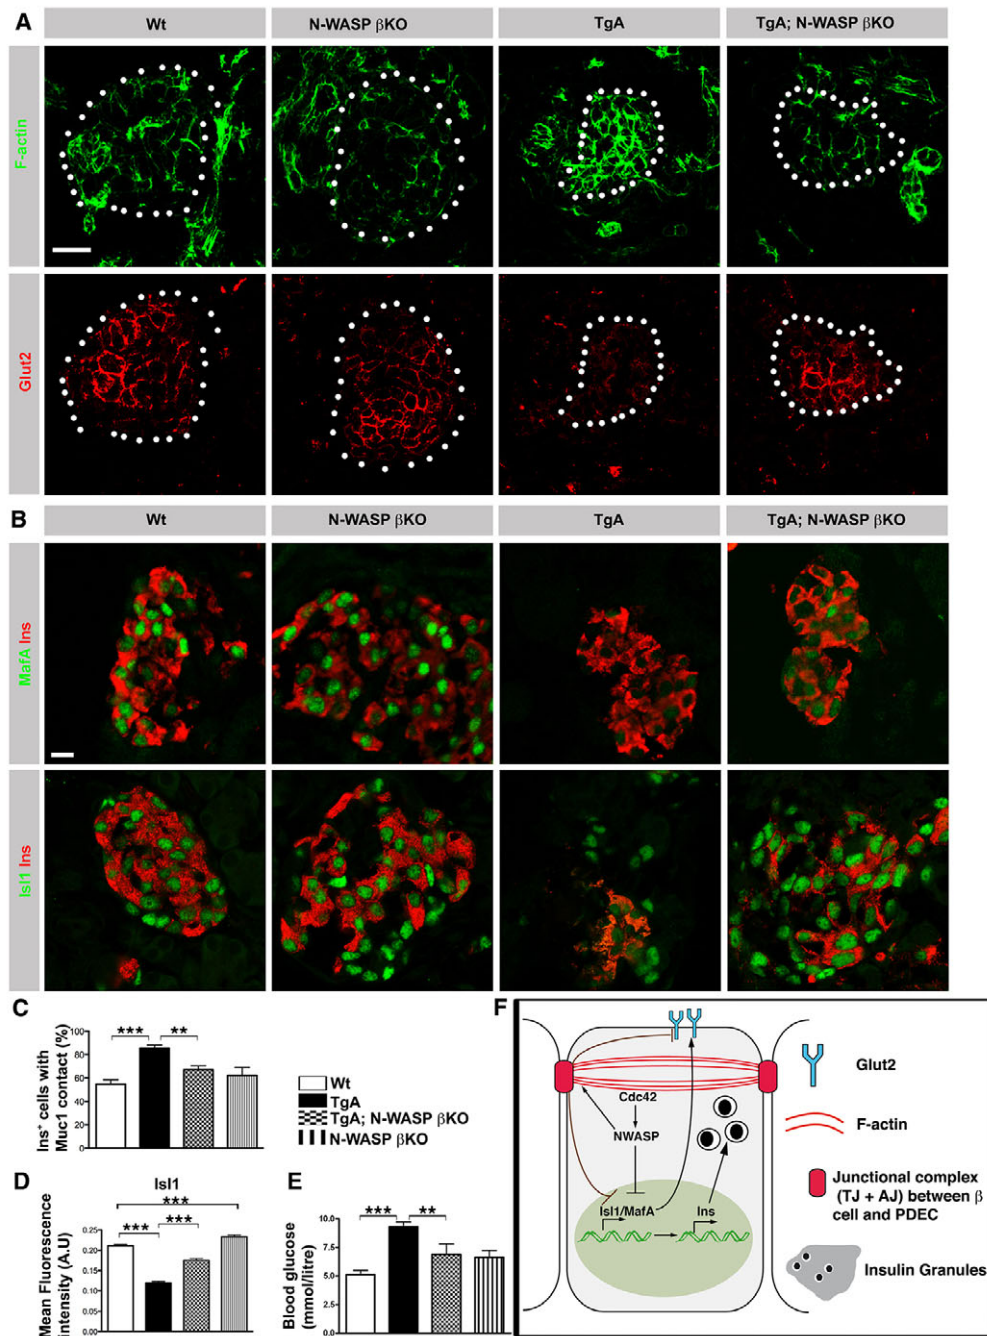 A
Wt
N-WASP βKO
TgA
TgA; N-WASP βKO
F-actin
Glut2
B
Wt
N-WASP βKO
TgA
TgA; N-WASP βKO
MafA Ins
Isl1 Ins
C
Ins⁺ cells with
Muc1 contact (%)
100
80
60
40
20
0
***
**
Wt
TgA
TgA; N-WASP βKO
N-WASP βKO
D
Isl1
Mean Fluorescence
intensity (A.U)
0.25
0.20
0.15
0.10
0.05
0.00
***
***
***
E
Blood glucose
(mmol/litre)
10.0
7.5
5.0
2.5
0.0
***
**
F
Cdc42
NWASP
Isl1/MafA
Ins
Glut2
F-actin
Junctional complex
(TJ + AJ) between β
cell and PDEC
Insulin Granules